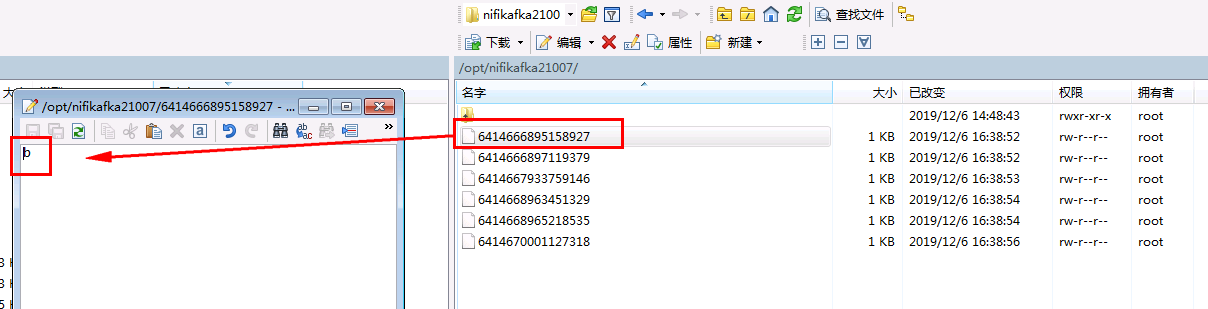 nifikafka2100
查找文件
下载
编辑
属性
新建
/opt/nifikafka21007/
名字 大小 已改变 权限 拥有者
2019/12/6 14:48:43 rwxr-xr-x root
6414666895158927 1 KB 2019/12/6 16:38:52 rw-r--r-- root
6414666897119379 1 KB 2019/12/6 16:38:52 rw-r--r-- root
6414667933759146 1 KB 2019/12/6 16:38:53 rw-r--r-- root
6414668963451329 1 KB 2019/12/6 16:38:54 rw-r--r-- root
6414668965218535 1 KB 2019/12/6 16:38:54 rw-r--r-- root
6414670001127318 1 KB 2019/12/6 16:38:56 rw-r--r-- root
/opt/nifikafka21007/6414666895158927 - ...
b